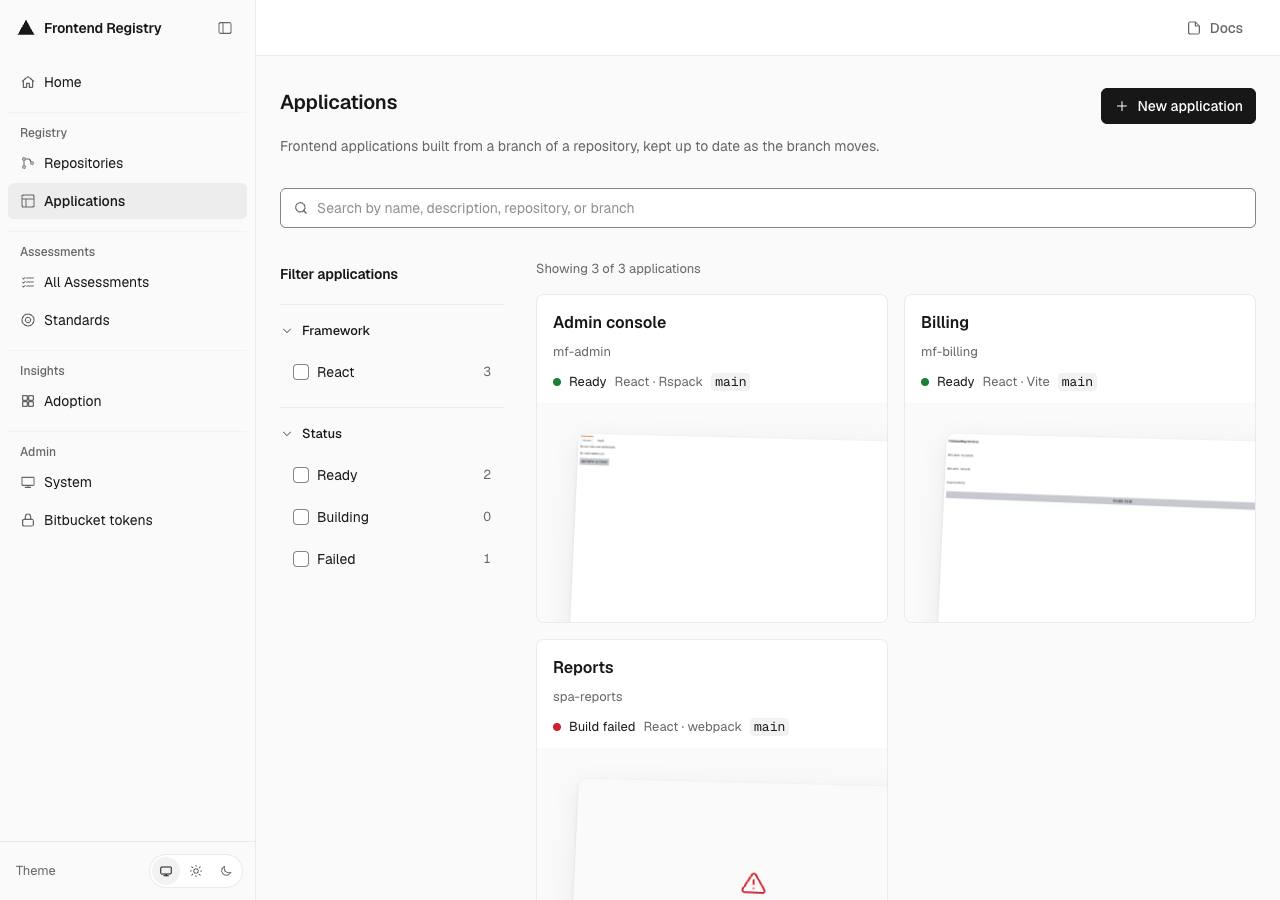 Frontend Registry
Docs
Home
Registry
Repositories
Applications
Assessments
All Assessments
Standards
Insights
Adoption
Admin
System
Bitbucket tokens
Theme
Applications
New application
Frontend applications built from a branch of a repository, kept up to date as the branch moves.
Search by name, description, repository, or branch
Filter applications
Framework
React 3
Status
Ready 2
Building 0
Failed 1
Showing 3 of 3 applications
Admin console
mf-admin
Ready React · Rspack main
Billing
mf-billing
Ready React · Vite main
Reports
spa-reports
Build failed React · webpack main